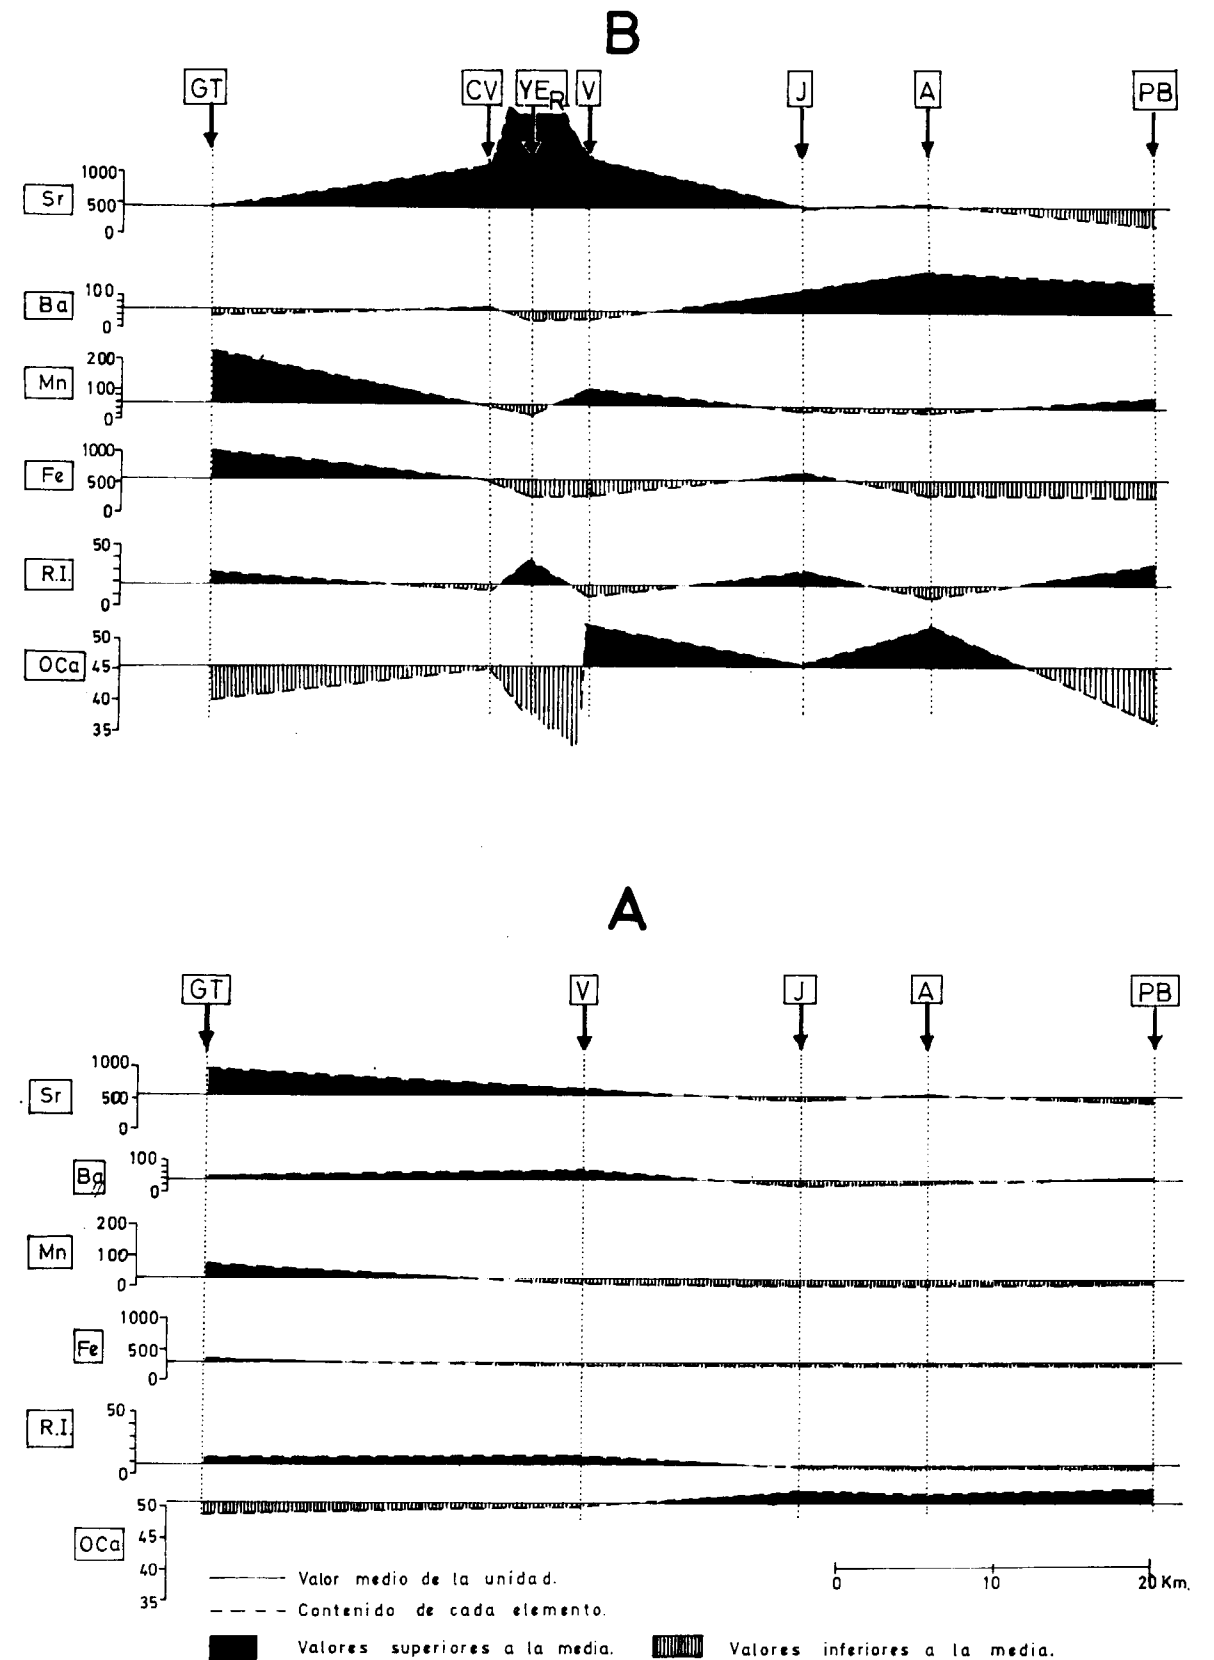 B
GT CV YER V J A PB
Sr 1000 500 0
Ba 100 0
Mn 200 100 0
Fe 1000 500 0
R.I. 50 0
OCa 50 45 40 35
A
GT V J A PB
Sr 1000 500 0
Ba 100 0
Mn 200 100 0
Fe 1000 500 0
R.I. 50 0
OCa 50 45 40 35
0 10 20 Km.
Valor medio de la unidad.
Contenido de cada elemento.
Valores superiores a la media. Valores inferiores a la media.